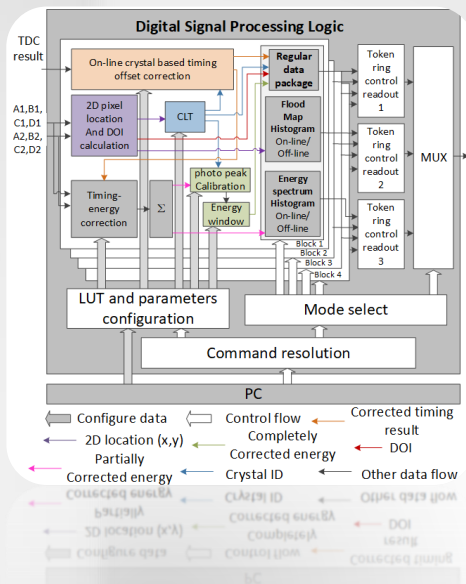 Digital Signal Processing Logic
TDC
result
On-line crystal based timing
offset correction
Regular
data
package
Token
ring
control
readout
1
A1,B1,
C1,D1
A2,B2,
C2,D2
2D pixel
location
And DOI
calculation
CLT
Flood
Map
Histogram
On-line/
Off-line
Token
ring
control
readout
2
MUX
photo peak
Calibration
Timing-
energy
correction
Σ
Energy
window
Energy
spectrum
Histogram
On-line/
Off-line
Token
ring
control
readout
3
Block 1
Block 2
Block 3
Block 4
LUT and parameters
configuration
Mode select
Command resolution
PC
Configure data
Control flow
Corrected timing
result
2D location (x,y)
Completely
Corrected energy
DOI
Partially
Corrected energy
Crystal ID
Other data flow